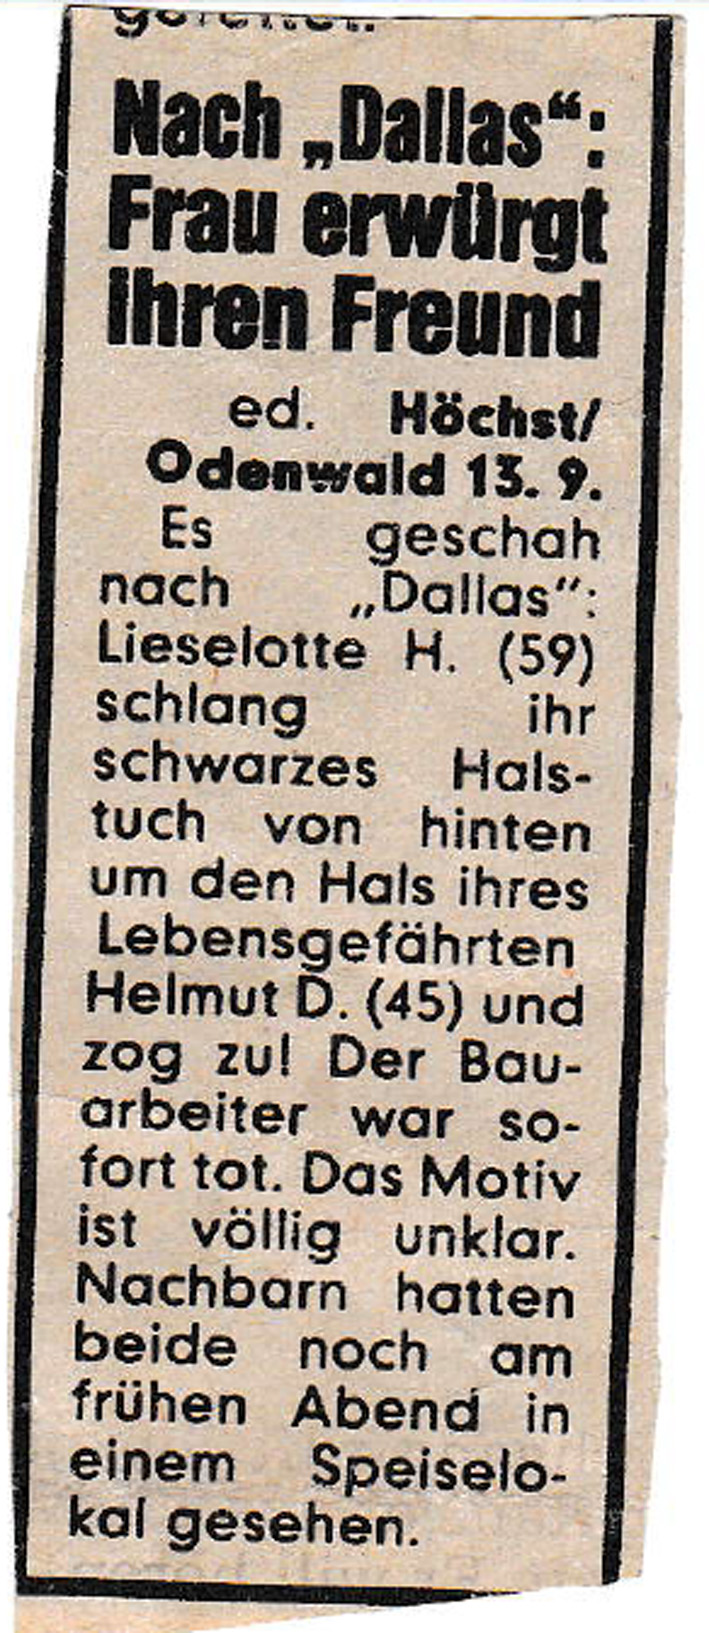 Nach „Dallas“:
Frau erwürgt
ihren Freund
ed. Höchst/
Odenwald 13. 9.
Es geschah
nach „Dallas“:
Lieselotte H. (59)
schlang ihr
schwarzes Hals-
tuch von hinten
um den Hals ihres
Lebensgefährten
Helmut D. (45) und
zog zu! Der Bau-
arbeiter war so-
fort tot. Das Motiv
ist völlig unklar.
Nachbarn hatten
beide noch am
frühen Abend in
einem Speiselo-
kal gesehen.